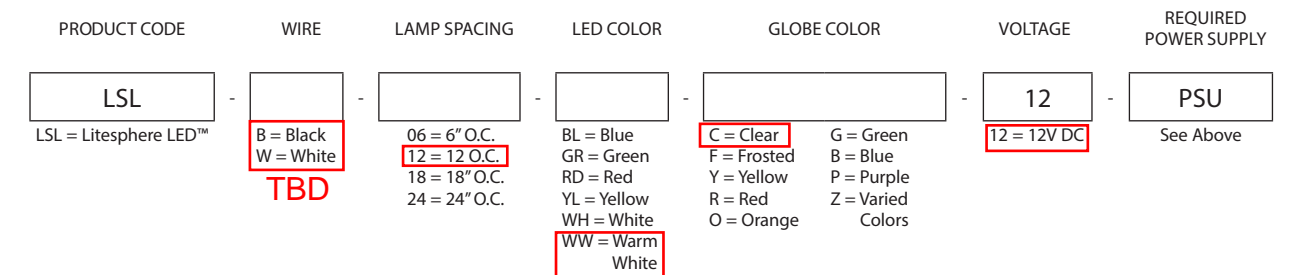 PRODUCT CODE WIRE LAMP SPACING LED COLOR GLOBE COLOR VOLTAGE REQUIRED POWER SUPPLY
LSL - - - - - 12 - PSU
LSL = Litesphere LED™
B = Black
W = White
TBD
06 = 6” O.C.
12 = 12 O.C.
18 = 18” O.C.
24 = 24” O.C.
BL = Blue
GR = Green
RD = Red
YL = Yellow
WH = White
WW = Warm
White
C = Clear
F = Frosted
Y = Yellow
R = Red
O = Orange
G = Green
B = Blue
P = Purple
Z = Varied
Colors
12 = 12V DC
See Above